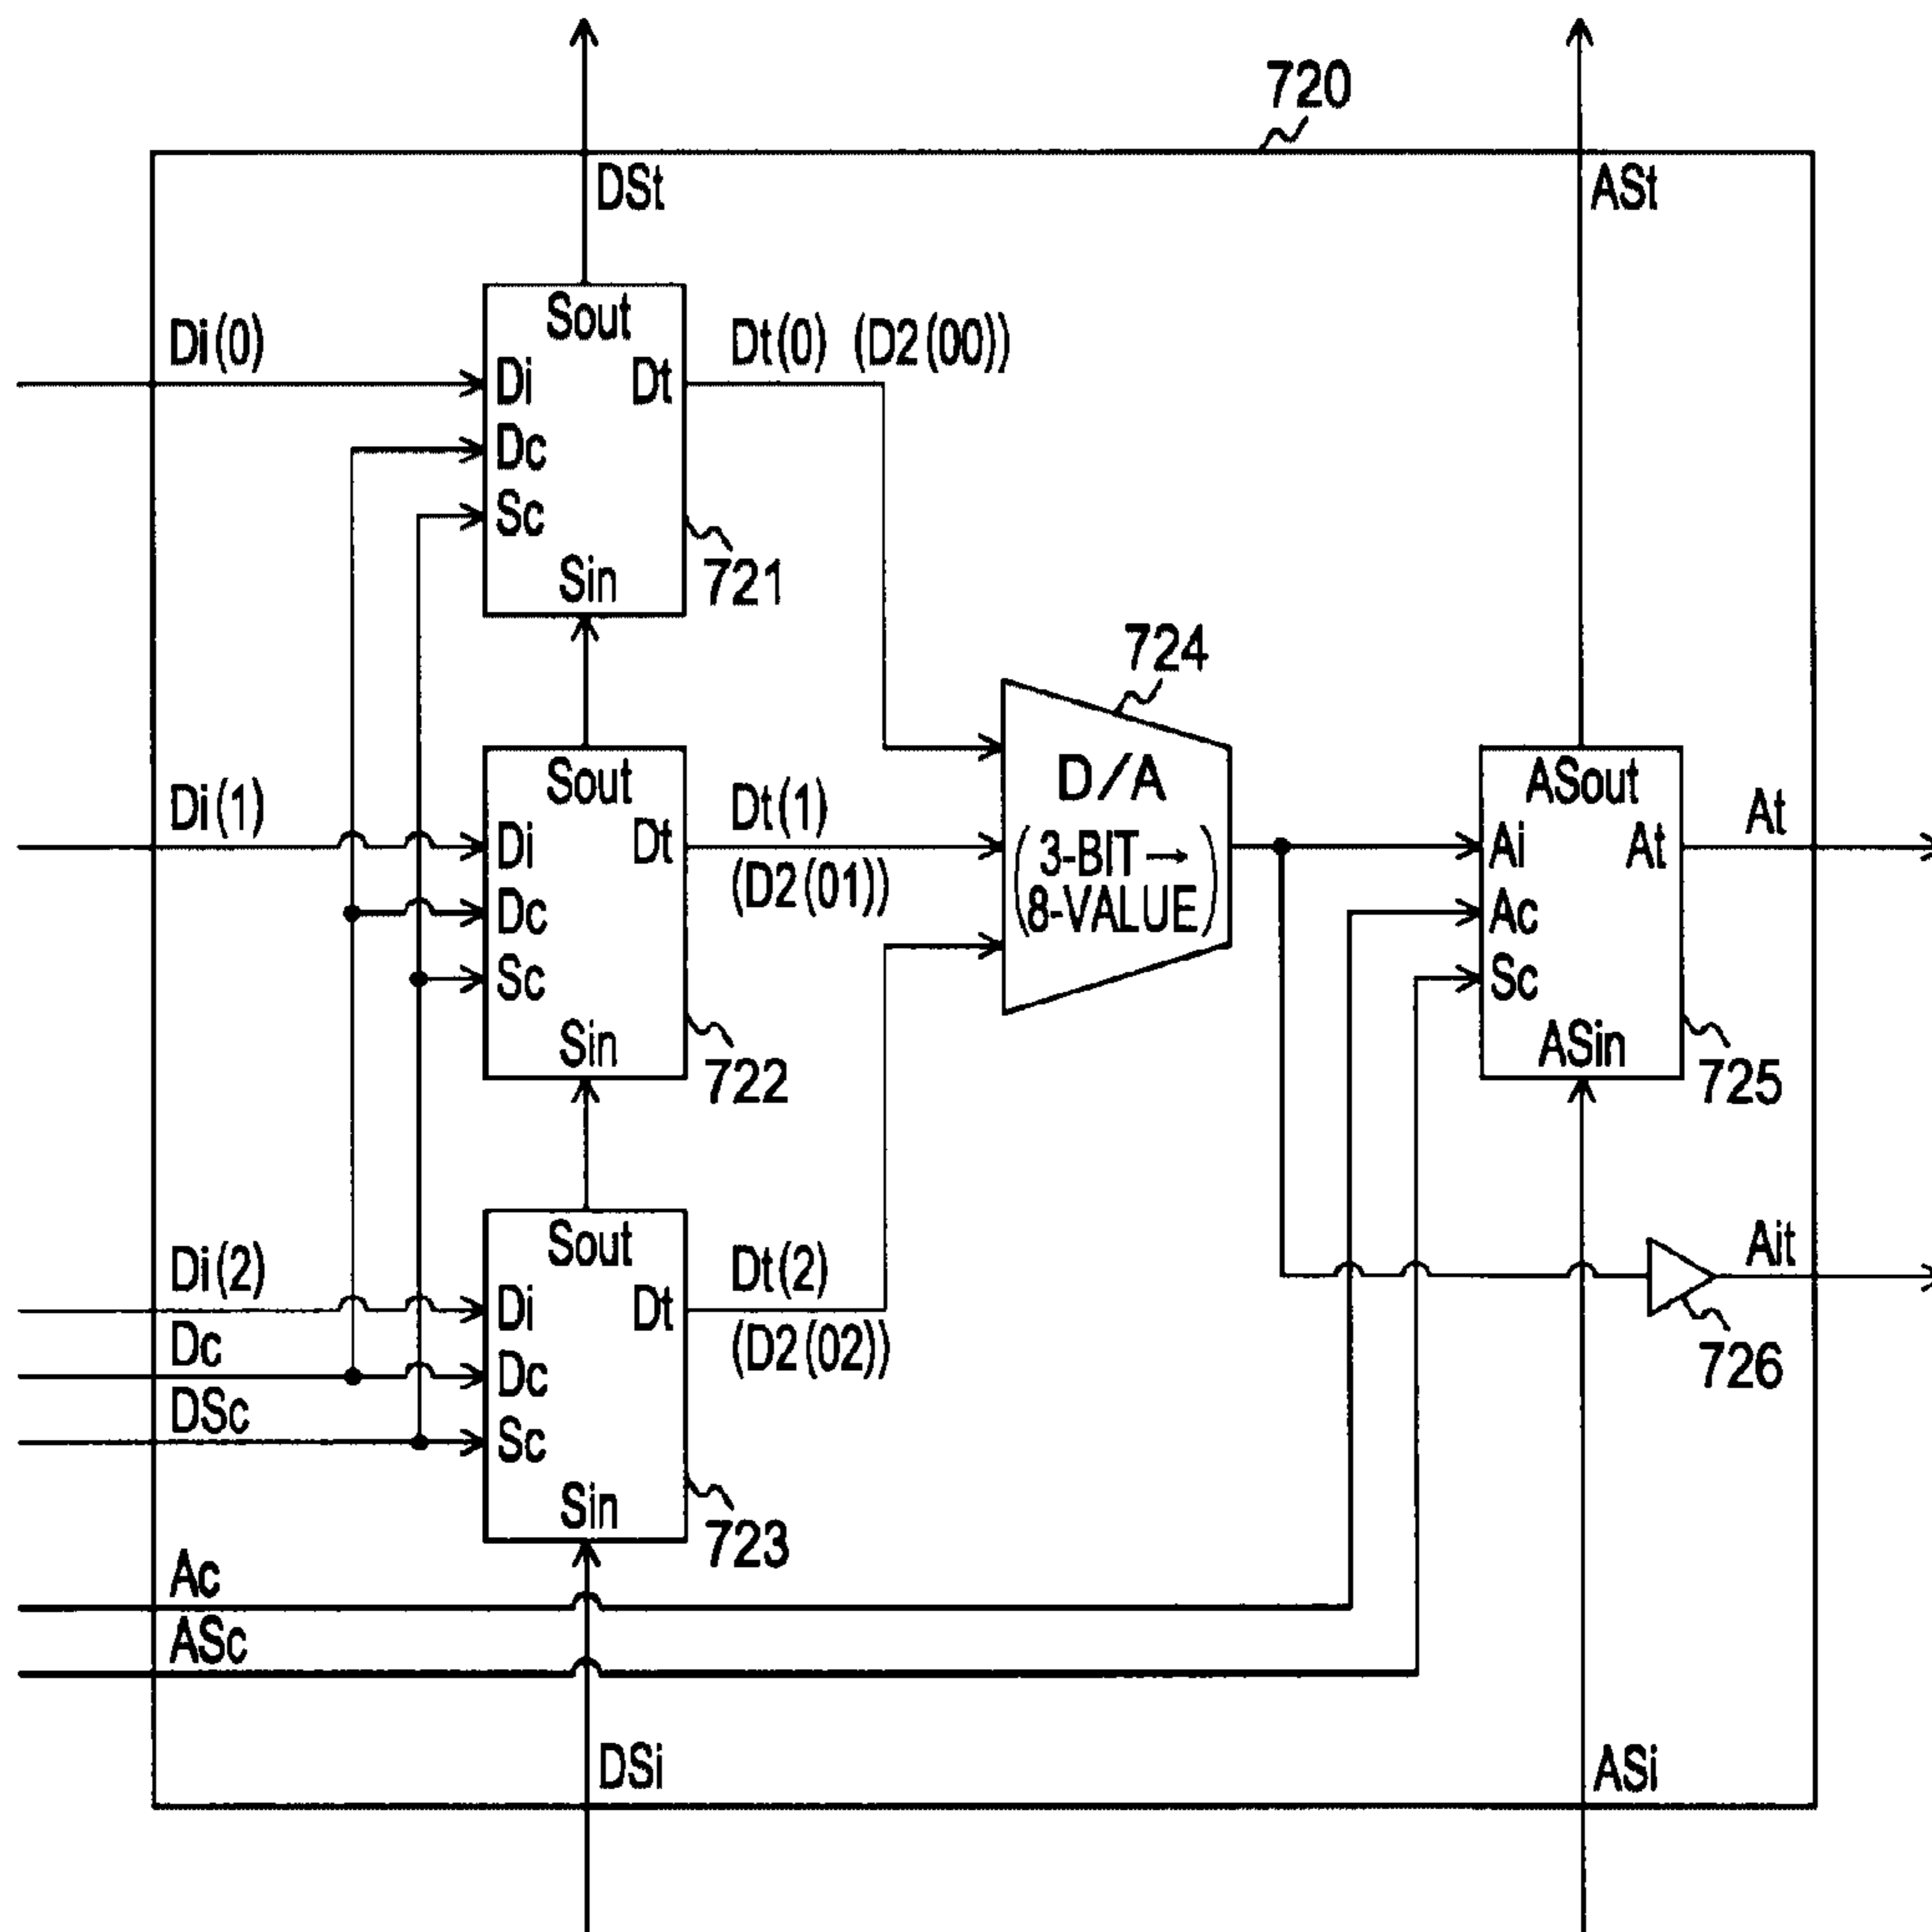 720
DSt
ASt
Di(0)
Sout
Di
Dt
Dc
Sc
Sin
721
Dt(0) (D2(00))
724
Di(1)
Sout
Di
Dt
Dc
Sc
Sin
722
Dt(1)
(D2(01))
D/A
(3-BIT→
8-VALUE)
ASout
Ai
At
Ac
Sc
ASin
725
At
Di(2)
Dc
DSc
Sout
Di
Dt
Dc
Sc
Sin
723
Dt(2)
(D2(02))
Ait
726
Ac
ASc
DSi
ASi